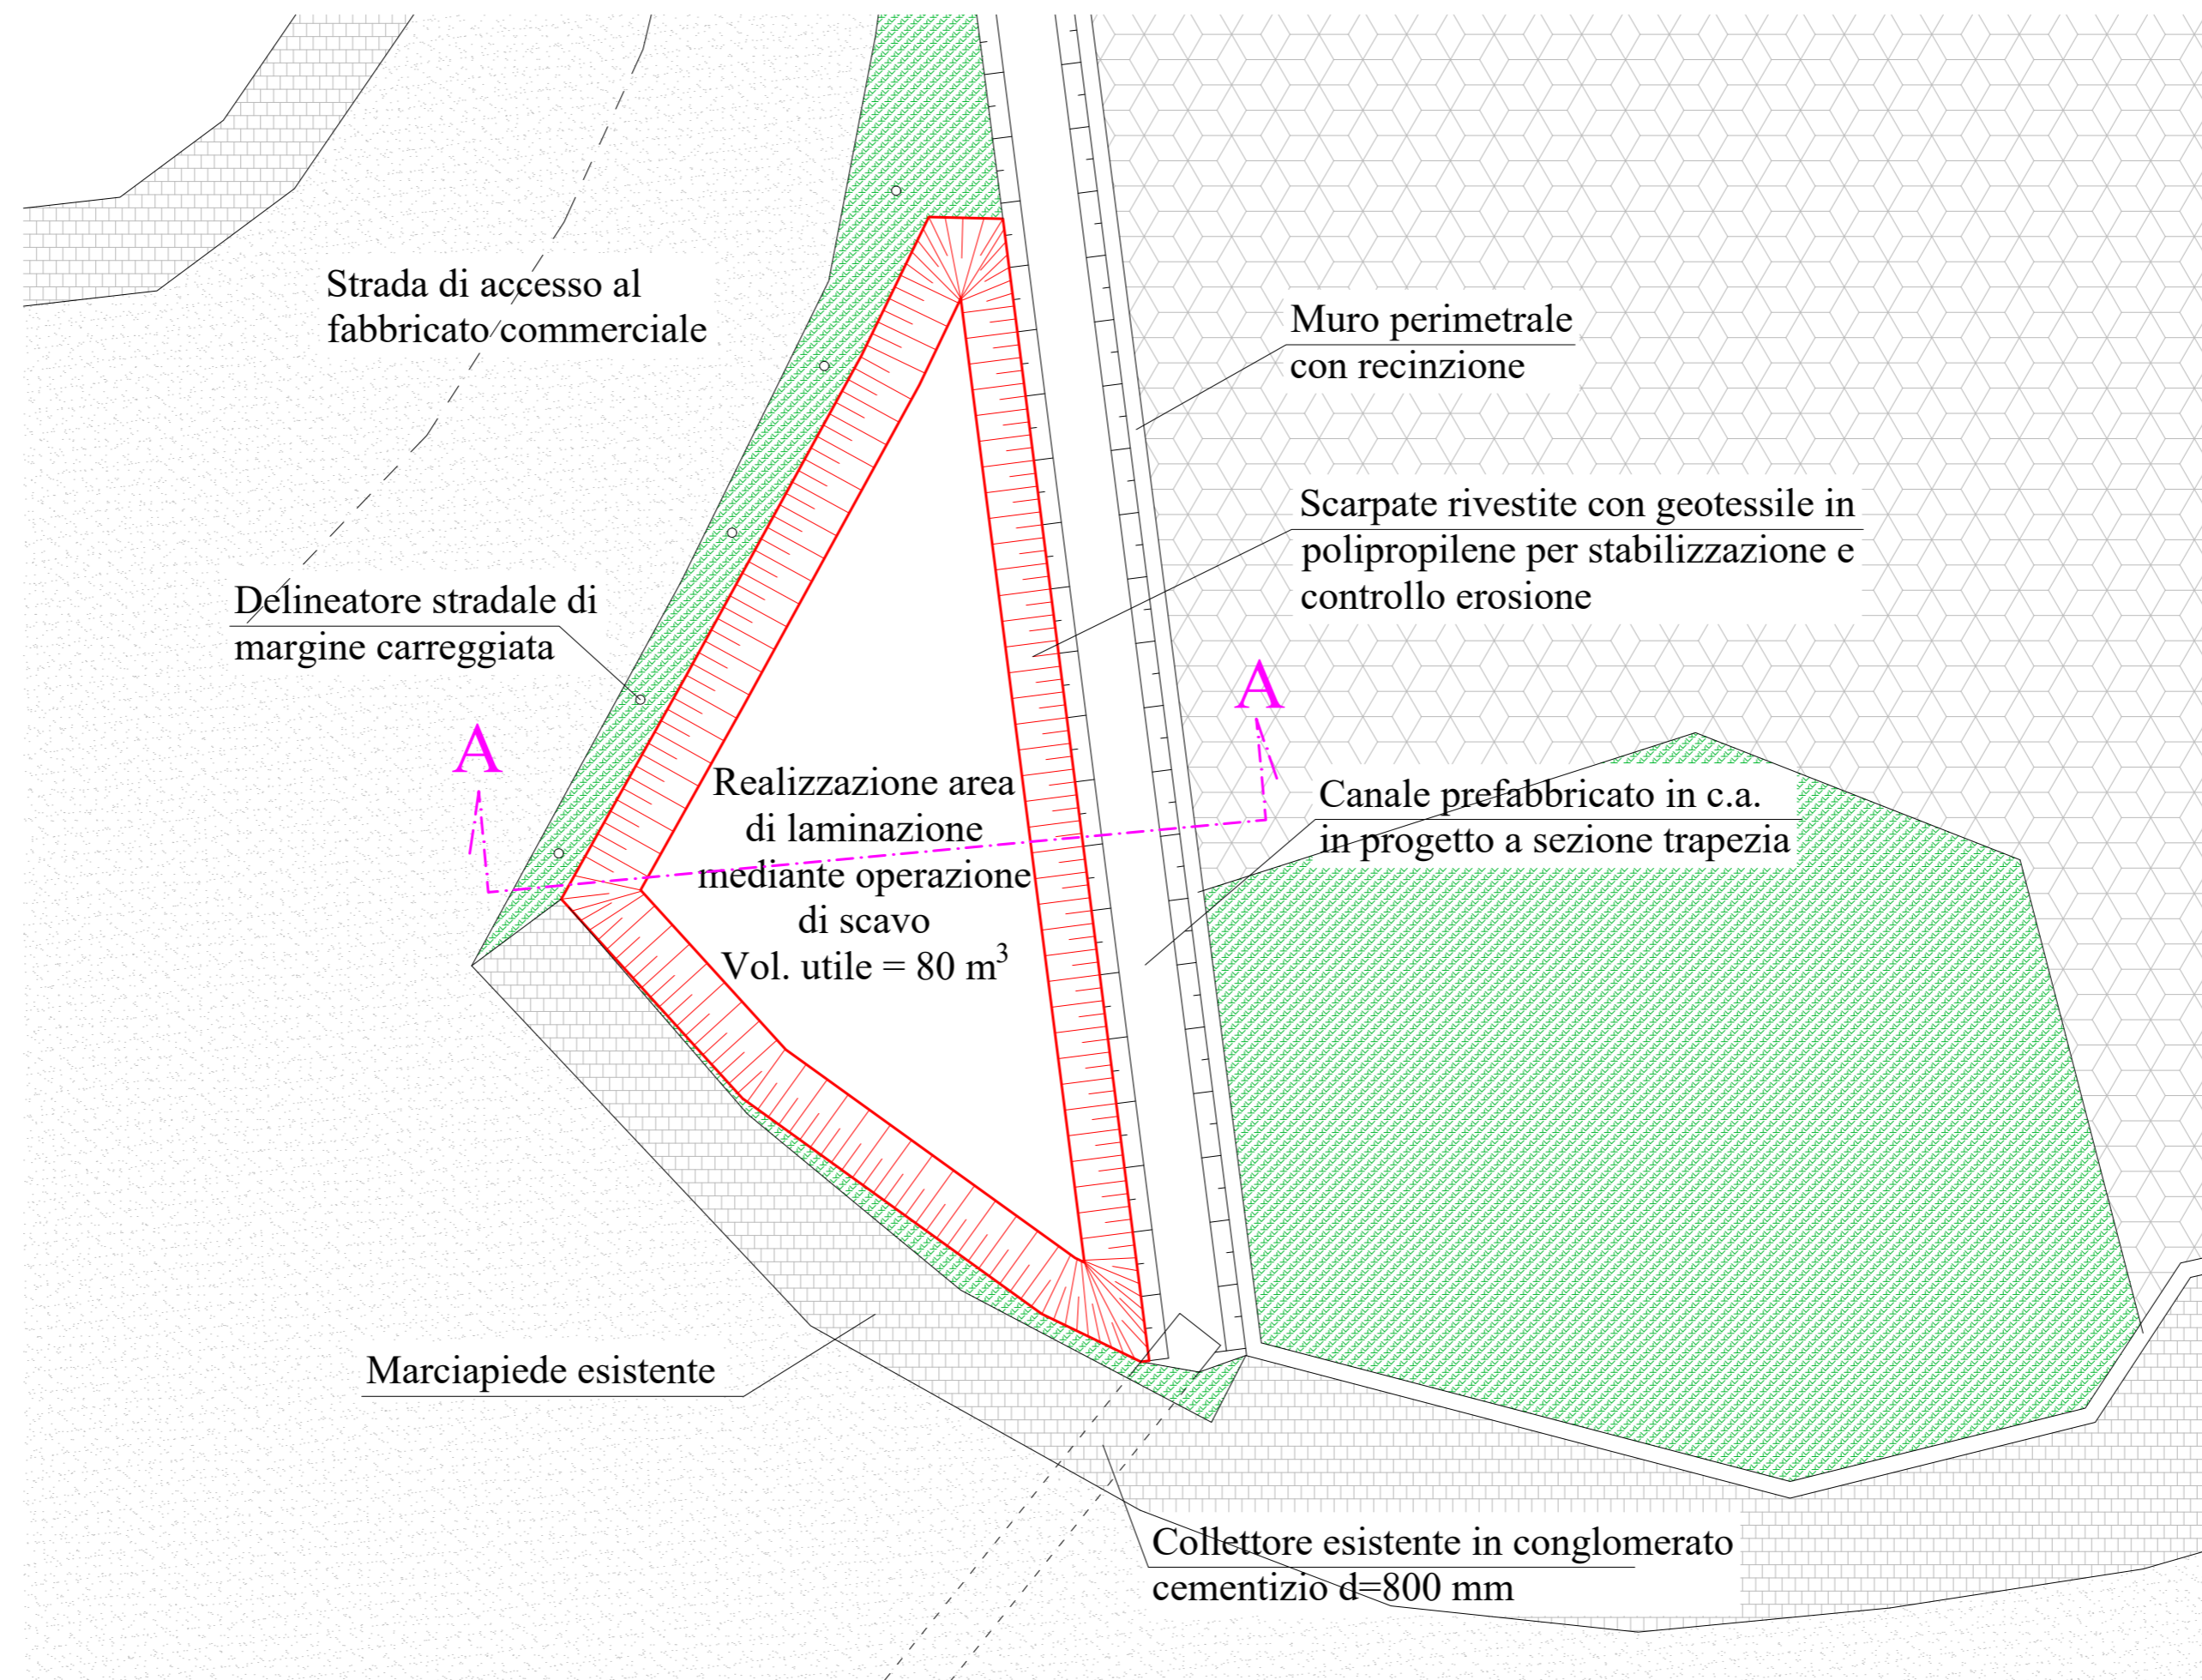 Strada di accesso al
fabbricato commerciale
Muro perimetrale
con recinzione
Scarpate rivestite con geotessile in
polipropilene per stabilizzazione e
controllo erosione
Delineatore stradale di
margine carreggiata
A
A
Realizzazione area
di laminazione
mediante operazione
di scavo
Vol. utile = 80 m³
Canale prefabbricato in c.a.
in progetto a sezione trapezia
Marciapiede esistente
Collettore esistente in conglomerato
cementizio d=800 mm